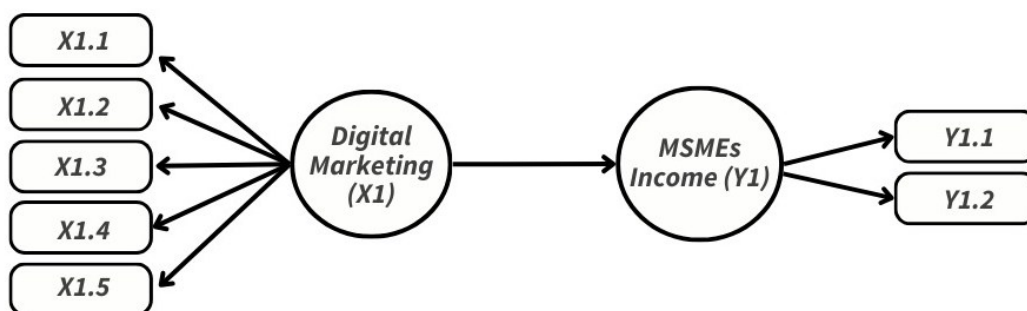 X1.1
X1.2
X1.3
X1.4
X1.5
Digital
Marketing
(X1)
MSMEs
Income (Y1)
Y1.1
Y1.2